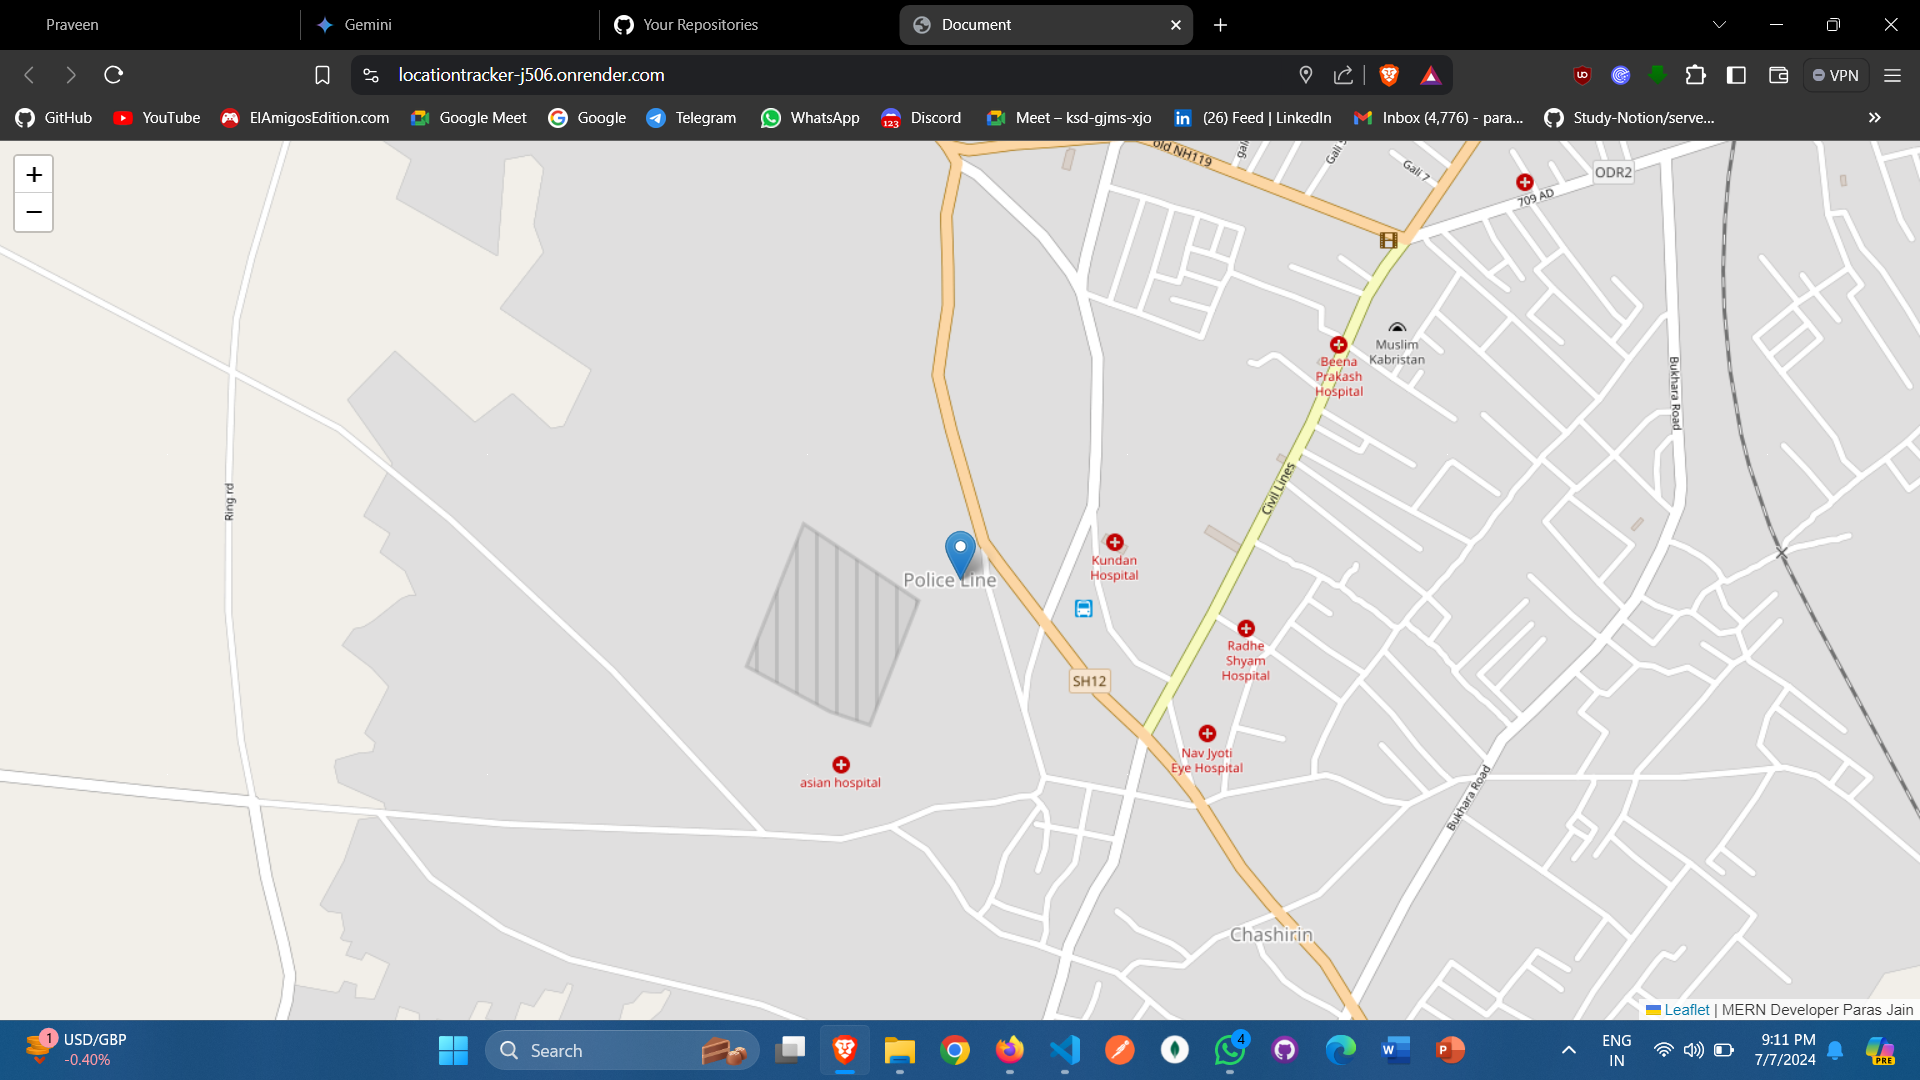 Praveen
Gemini
Your Repositories
Document
locationtracker-j506.onrender.com
VPN
GitHub
YouTube
ElAmigosEdition.com
Google Meet
Google
Telegram
WhatsApp
123
Discord
Meet – ksd-gjms-xjo
(26) Feed | LinkedIn
Inbox (4,776) - para...
Study-Notion/serve...
+
−
old NH119
Gali 7
ODR2
709 AD
Muslim
Kabristan
Beena
Prakash
Hospital
Bukhara Road
Civil Lines
Ring rd
Police Line
Kundan
Hospital
Radhe
Shyam
Hospital
SH12
Nav Jyoti
Eye Hospital
asian hospital
Bukhara Road
Chashirin
Leaflet | MERN Developer Paras Jain
1
USD/GBP
-0.40%
Search
4
ENG
IN
9:11 PM
7/7/2024
PRE